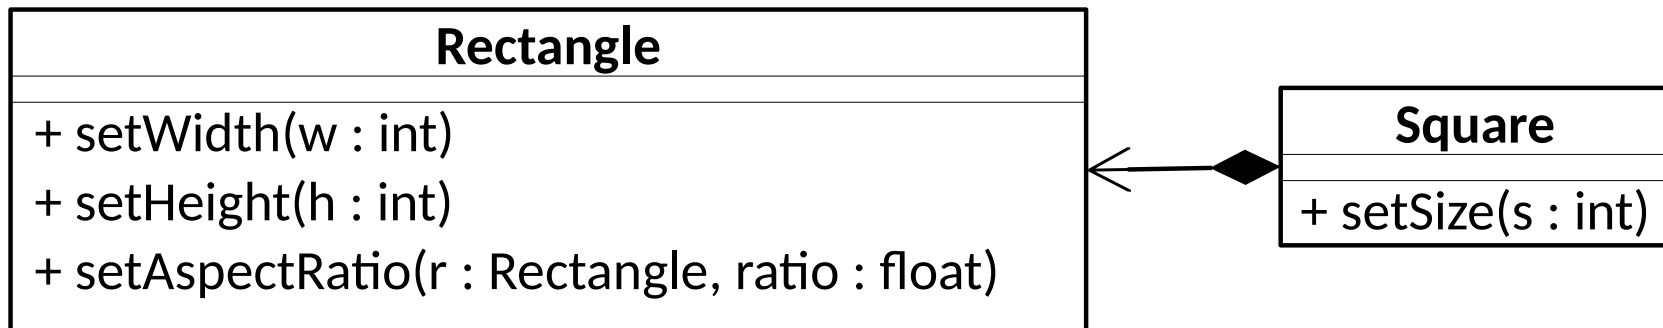 Rectangle
+ setWidth(w : int)
+ setHeight(h : int)
+ setAspectRatio(r : Rectangle, ratio : float)
Square
+ setSize(s : int)